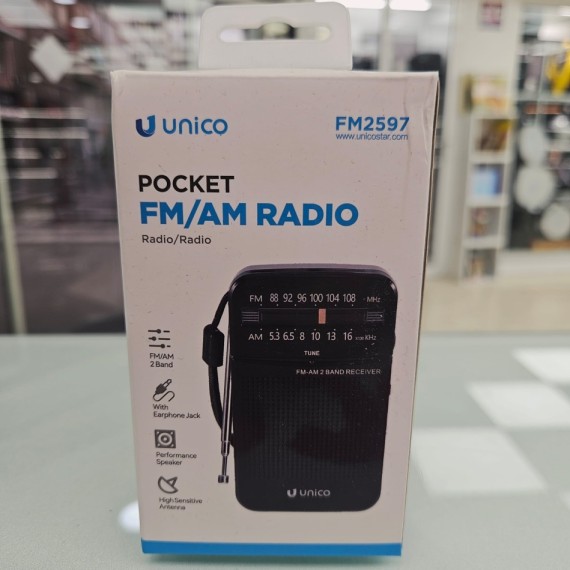 unico
FM2597
www.unicostar.com
POCKET
FM/AM RADIO
Radio/Radio
FM 88 92 96 100 104 108 MHz
AM 5.3 6.5 8 10 13 16 KHz
TUNE
FM-AM 2 BAND RECEIVER
FM/AM
2 Band
With
Earphone Jack
Performance
Speaker
High Sensitive
Antenna
unico